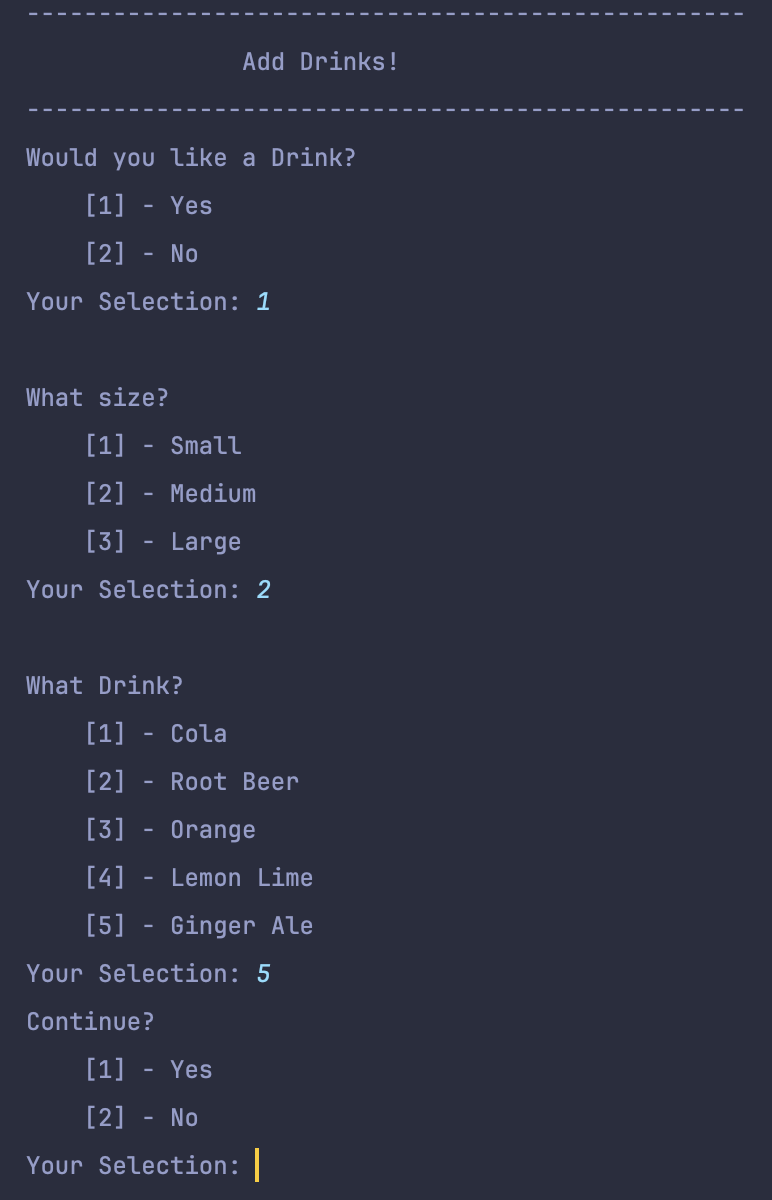 --------------------------------------------------
Add Drinks!
--------------------------------------------------
Would you like a Drink?
[1] - Yes
[2] - No
Your Selection: 1
What size?
[1] - Small
[2] - Medium
[3] - Large
Your Selection: 2
What Drink?
[1] - Cola
[2] - Root Beer
[3] - Orange
[4] - Lemon Lime
[5] - Ginger Ale
Your Selection: 5
Continue?
[1] - Yes
[2] - No
Your Selection: